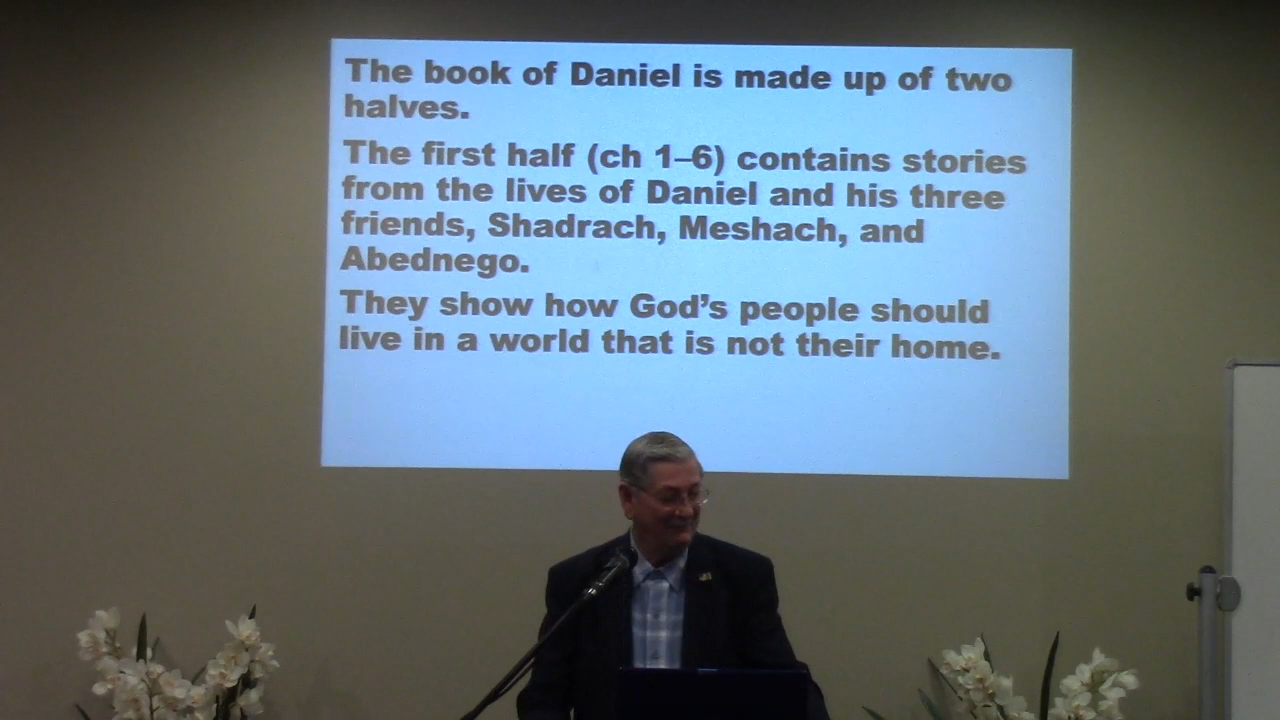 The book of Daniel is made up of two
halves.
The first half (ch 1–6) contains stories
from the lives of Daniel and his three
friends, Shadrach, Meshach, and
Abednego.
They show how God’s people should
live in a world that is not their home.